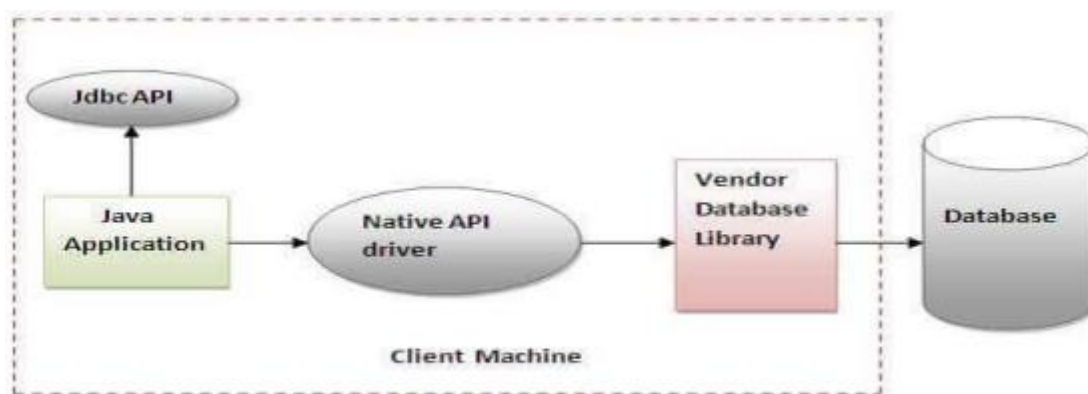 Jdbc API
Java
Application
Native API
driver
Vendor
Database
Library
Database
Client Machine